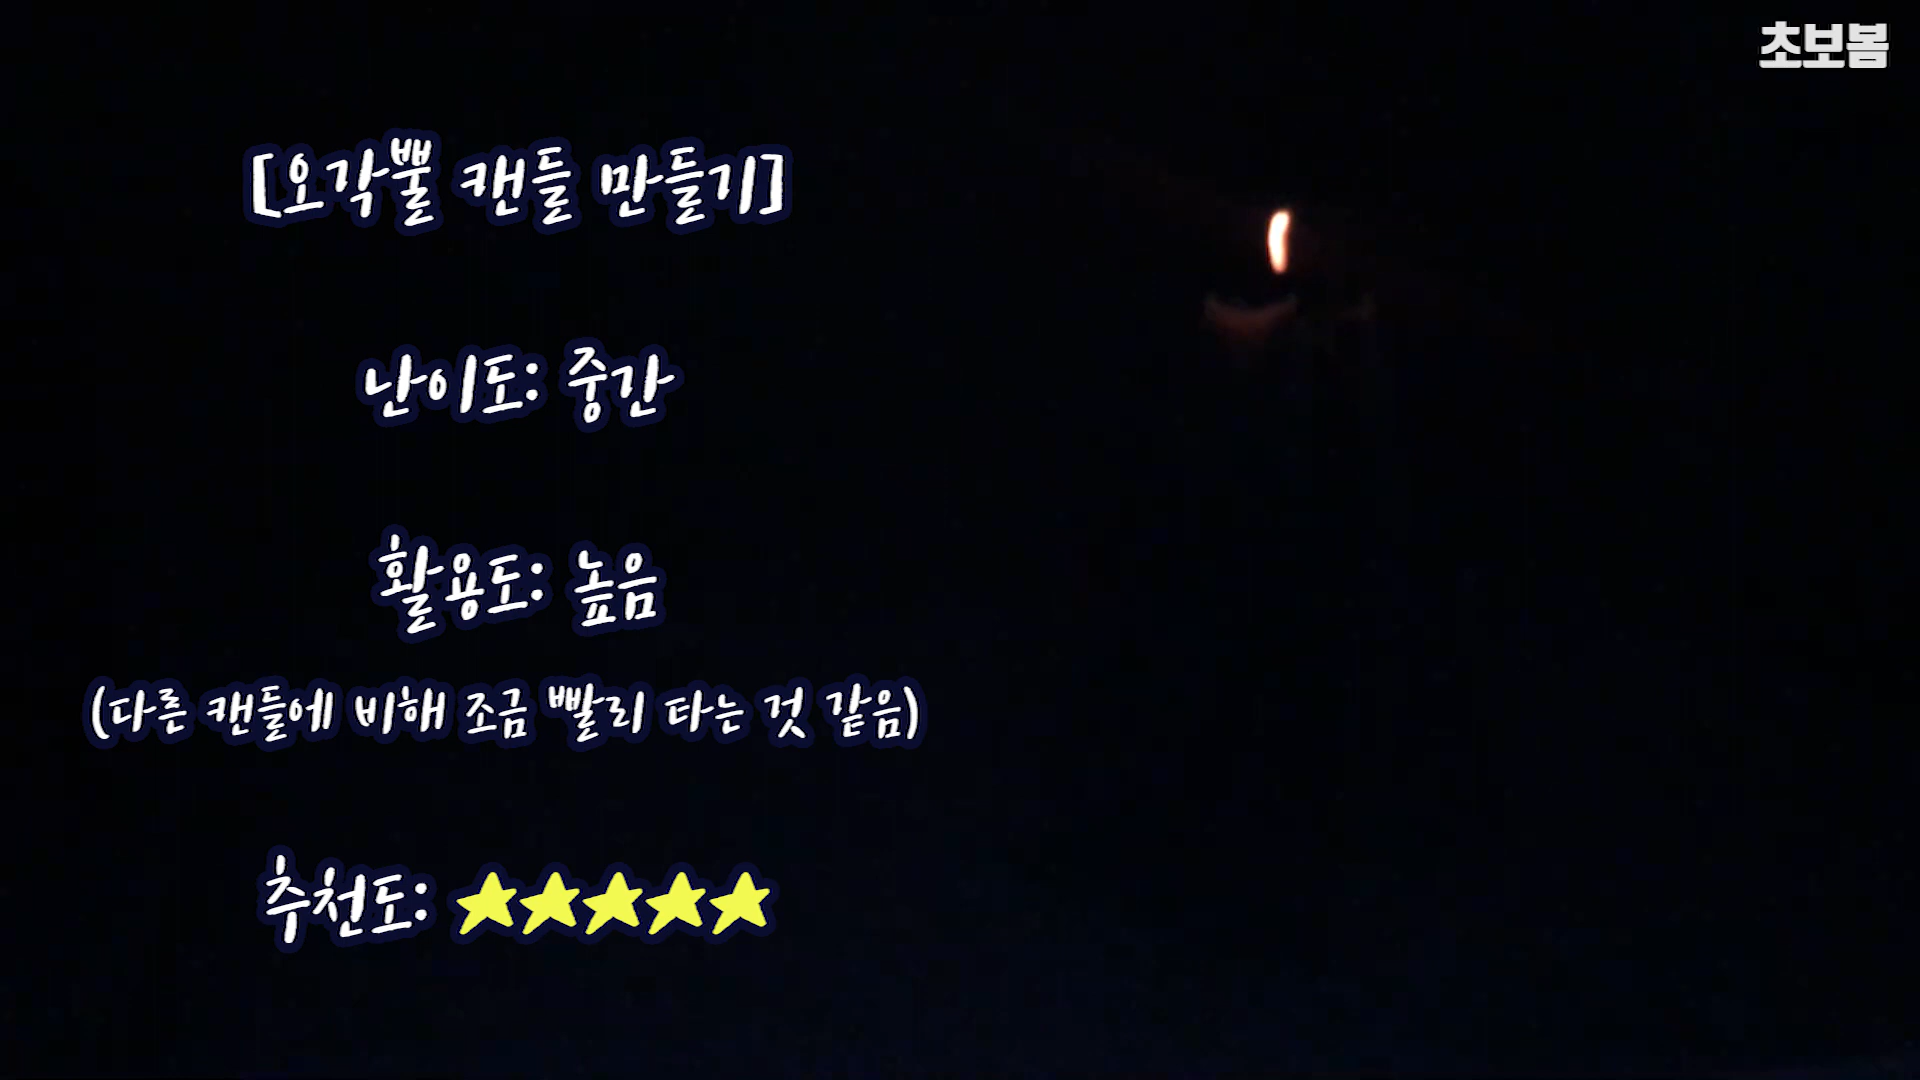 초보봄
[오각뿔 캔들 만들기]
난이도: 중간
활용도: 높음
(다른 캔들에 비해 조금 빨리 타는 것 같음)
추천도: ★★★★★